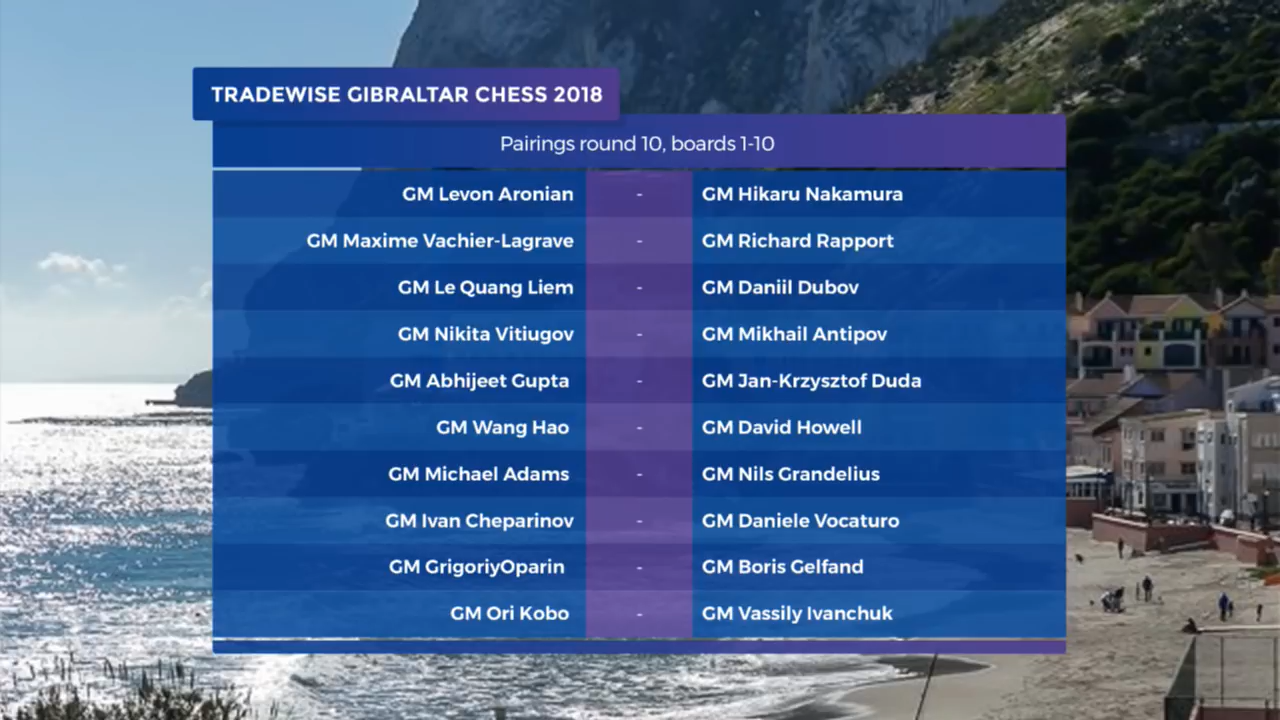 TRADEWISE GIBRALTAR CHESS 2018
Pairings round 10, boards 1-10
GM Levon Aronian - GM Hikaru Nakamura
GM Maxime Vachier-Lagrave - GM Richard Rapport
GM Le Quang Liem - GM Daniil Dubov
GM Nikita Vitiugov - GM Mikhail Antipov
GM Abhijeet Gupta - GM Jan-Krzysztof Duda
GM Wang Hao - GM David Howell
GM Michael Adams - GM Nils Grandelius
GM Ivan Cheparinov - GM Daniele Vocaturo
GM GrigoriyOparin - GM Boris Gelfand
GM Ori Kobo - GM Vassily Ivanchuk